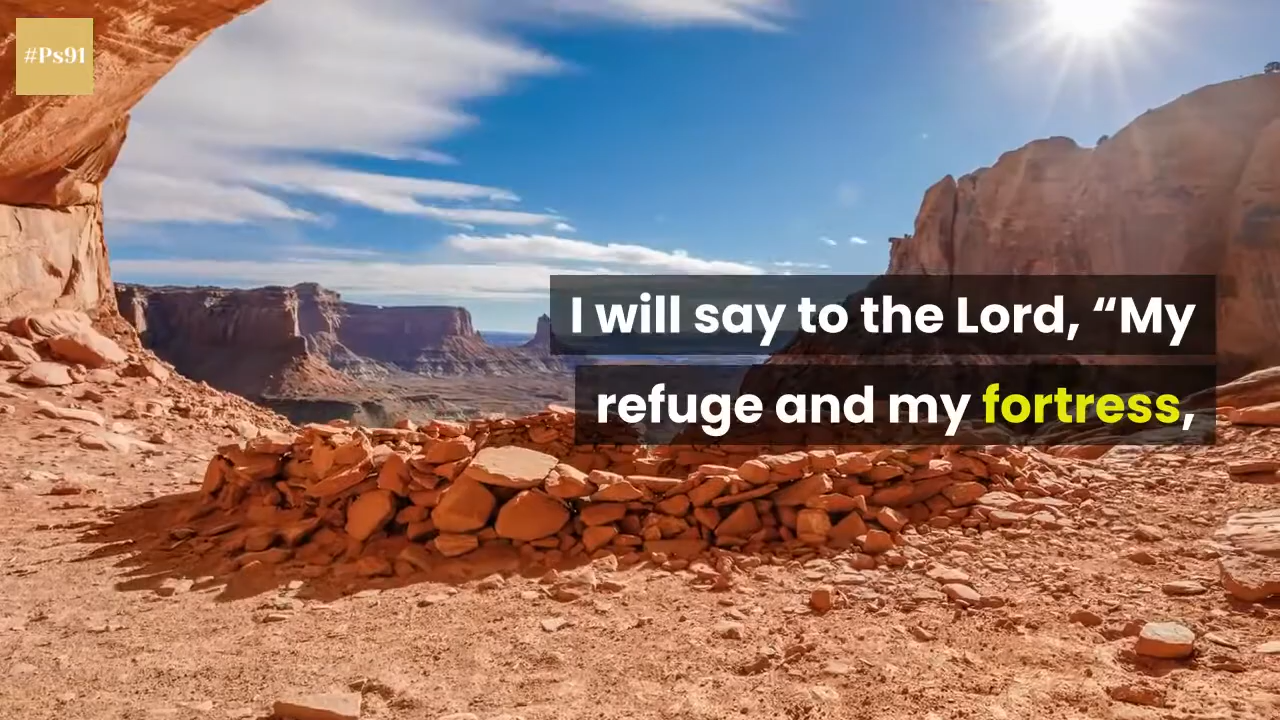 #Ps91
I will say to the Lord, “My
refuge and my fortress,